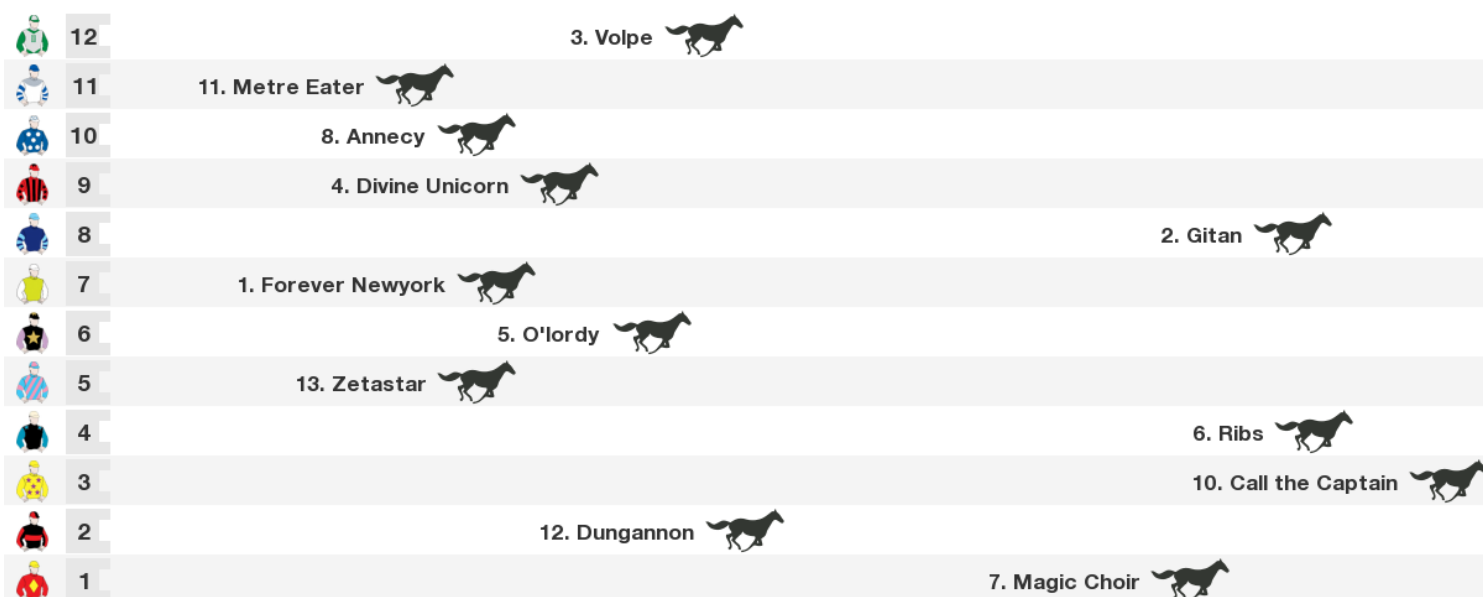 12 3. Volpe
11 11. Metre Eater
10 8. Annecy
9 4. Divine Unicorn
8 2. Gitan
7 1. Forever Newyork
6 5. O'lordy
5 13. Zetastar
4 6. Ribs
3 10. Call the Captain
2 12. Dungannon
1 7. Magic Choir